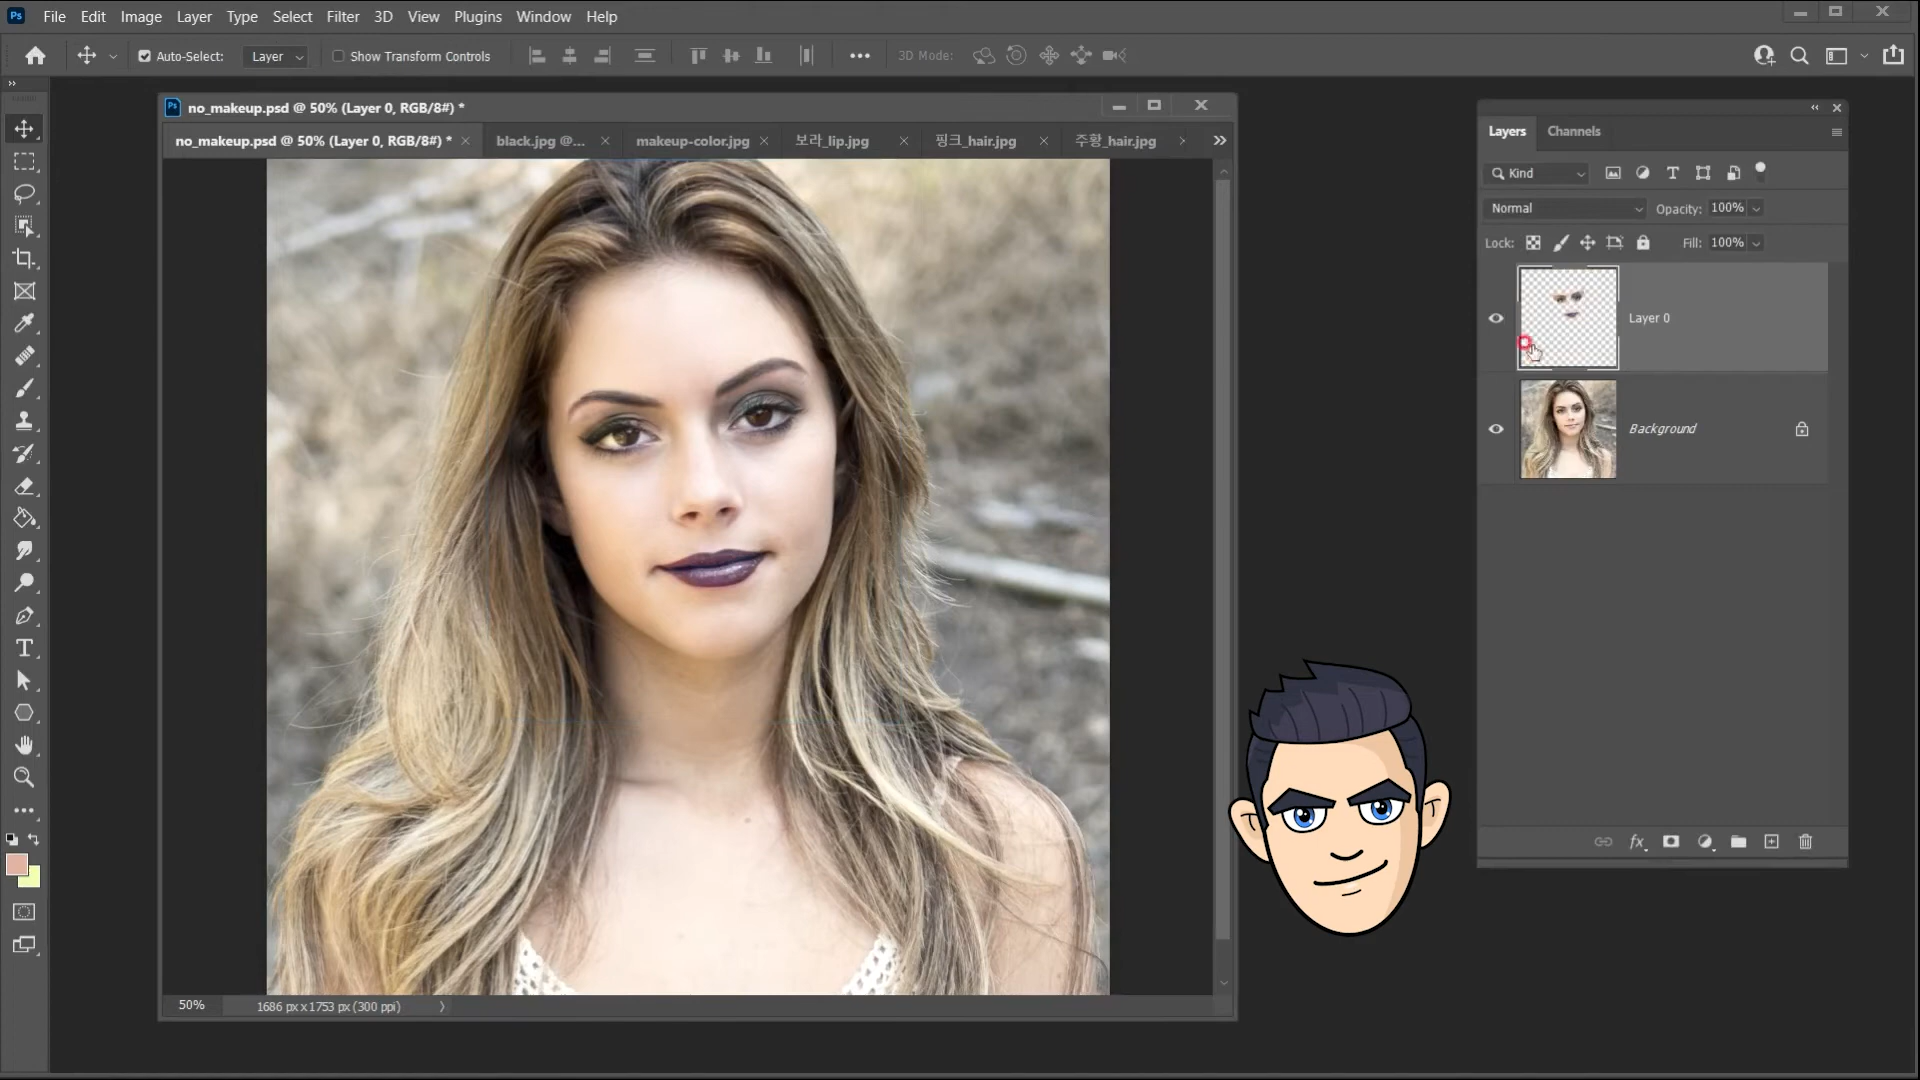 Ps File Edit Image Layer Type Select Filter 3D View Plugins Window Help
Auto-Select: Layer Show Transform Controls 3D Mode:
Ps no_makeup.psd @ 50% (Layer 0, RGB/8#) *
no_makeup.psd @ 50% (Layer 0, RGB/8#) * black.jpg @... makeup-color.jpg 보라_lip.jpg 핑크_hair.jpg 주황_hair.jpg
Layers Channels
Kind
Normal Opacity: 100%
Lock: Fill: 100%
Layer 0
Background
fx
50% 1686 px x 1753 px (300 ppi)